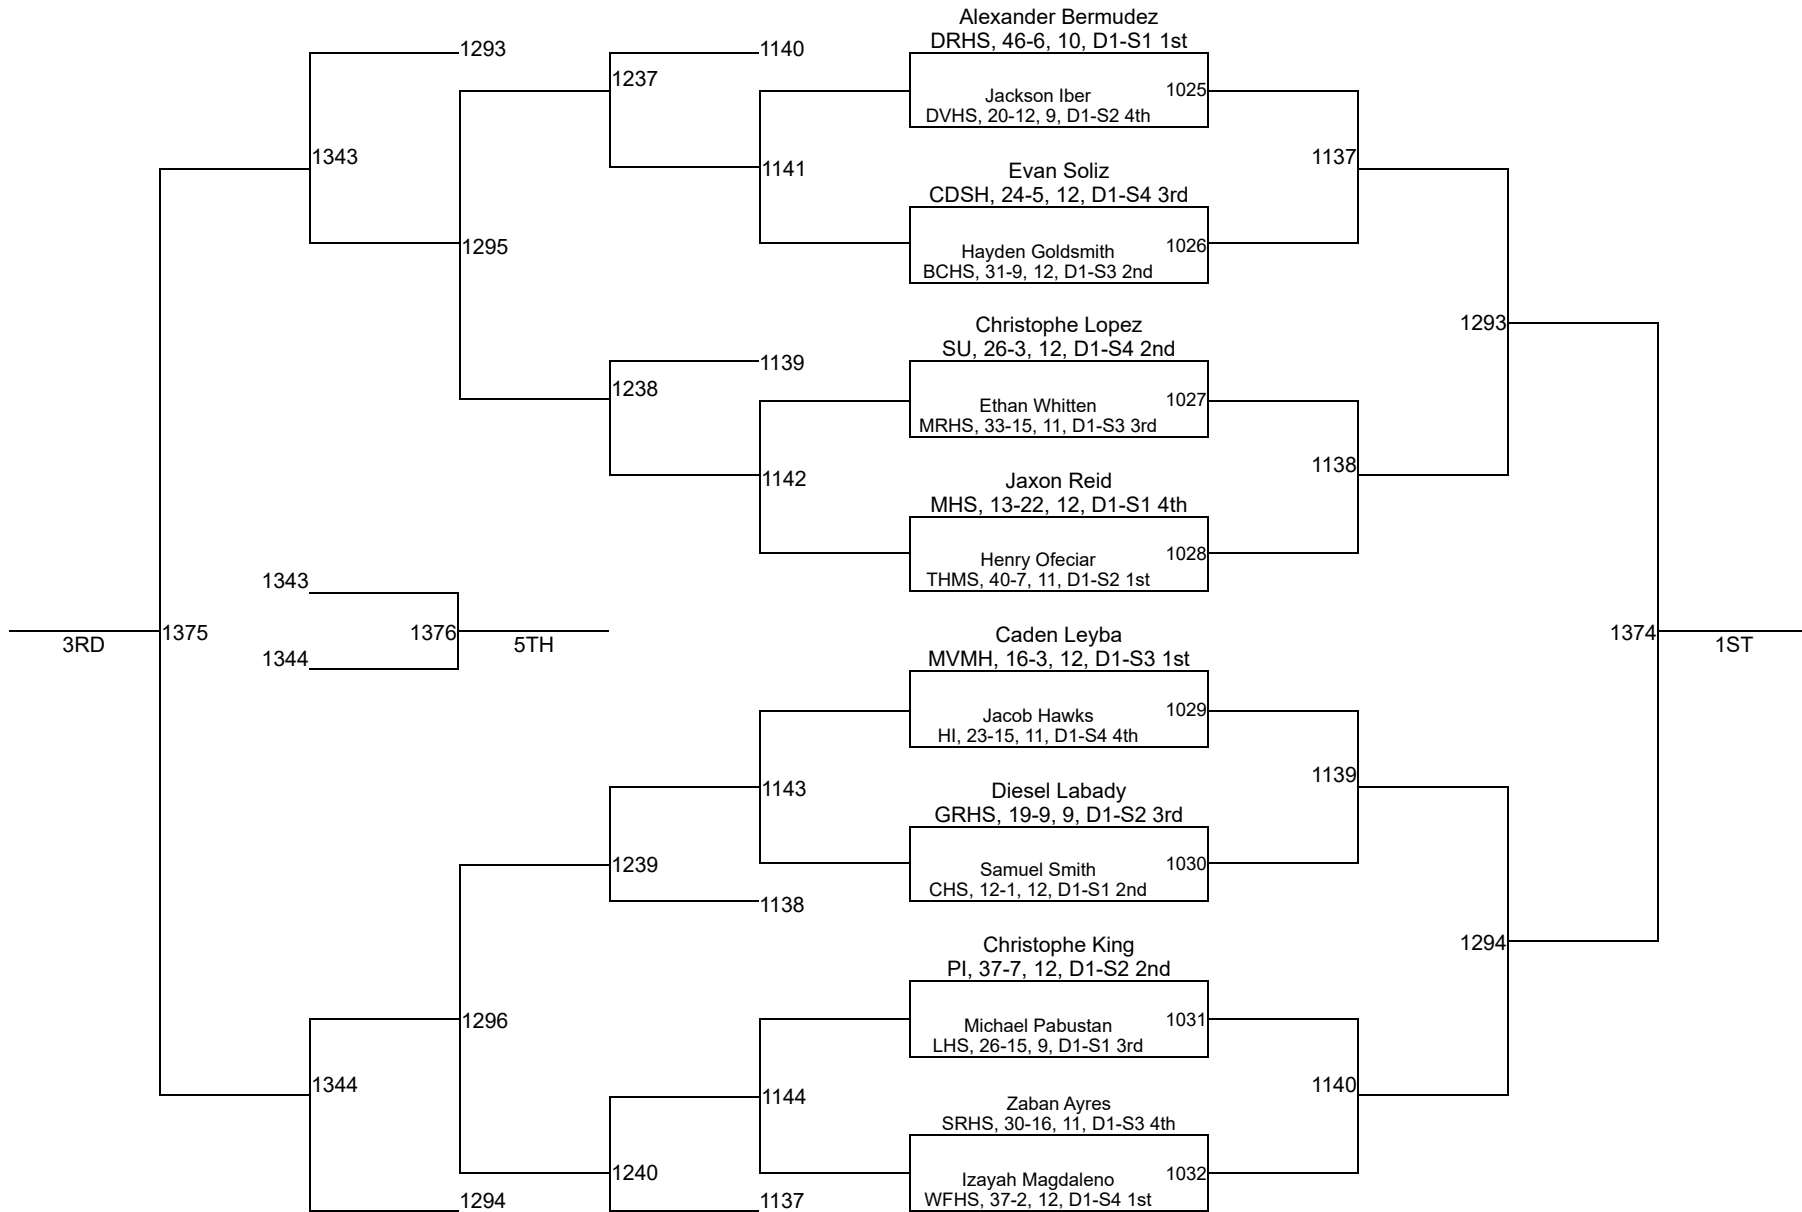 Alexander Bermudez
DRHS, 46-6, 10, D1-S1 1st
1293
1140
1237
Jackson Iber
1025
DVHS, 20-12, 9, D1-S2 4th
1343
1141
1137
Evan Soliz
CDSH, 24-5, 12, D1-S4 3rd
1295
Hayden Goldsmith
1026
BCHS, 31-9, 12, D1-S3 2nd
Christophe Lopez
1293
SU, 26-3, 12, D1-S4 2nd
1139
1238
Ethan Whitten
1027
MRHS, 33-15, 11, D1-S3 3rd
1142
1138
Jaxon Reid
MHS, 13-22, 12, D1-S1 4th
Henry Ofeciar
1028
THMS, 40-7, 11, D1-S2 1st
1343
3RD
1375
1376
5TH
Caden Leyba
1374
1ST
1344
MVMH, 16-3, 12, D1-S3 1st
Jacob Hawks
1029
HI, 23-15, 11, D1-S4 4th
1143
1139
Diesel Labady
GRHS, 19-9, 9, D1-S2 3rd
1239
Samuel Smith
1030
CHS, 12-1, 12, D1-S1 2nd
1138
Christophe King
1294
PI, 37-7, 12, D1-S2 2nd
1296
Michael Pabustan
1031
LHS, 26-15, 9, D1-S1 3rd
1344
1144
1140
Zaban Ayres
SRHS, 30-16, 11, D1-S3 4th
1240
Izayah Magdaleno
1032
1294
1137
WFHS, 37-2, 12, D1-S4 1st